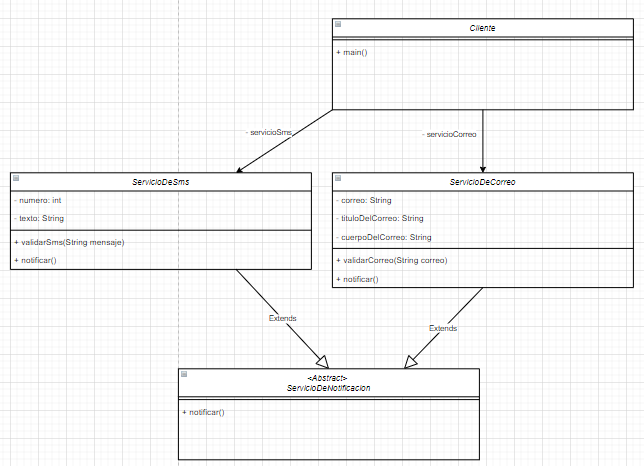 Cliente
+ main()
- servicioSms
- servicioCorreo
ServicioDeSms
- numero: int
- texto: String
+ validarSms(String mensaje)
+ notificar()
ServicioDeCorreo
- correo: String
- tituloDelCorreo: String
- cuerpoDelCorreo: String
+ validarCorreo(String correo)
+ notificar()
Extends
Extends
<Abstract>
ServicioDeNotificacion
+ notificar()